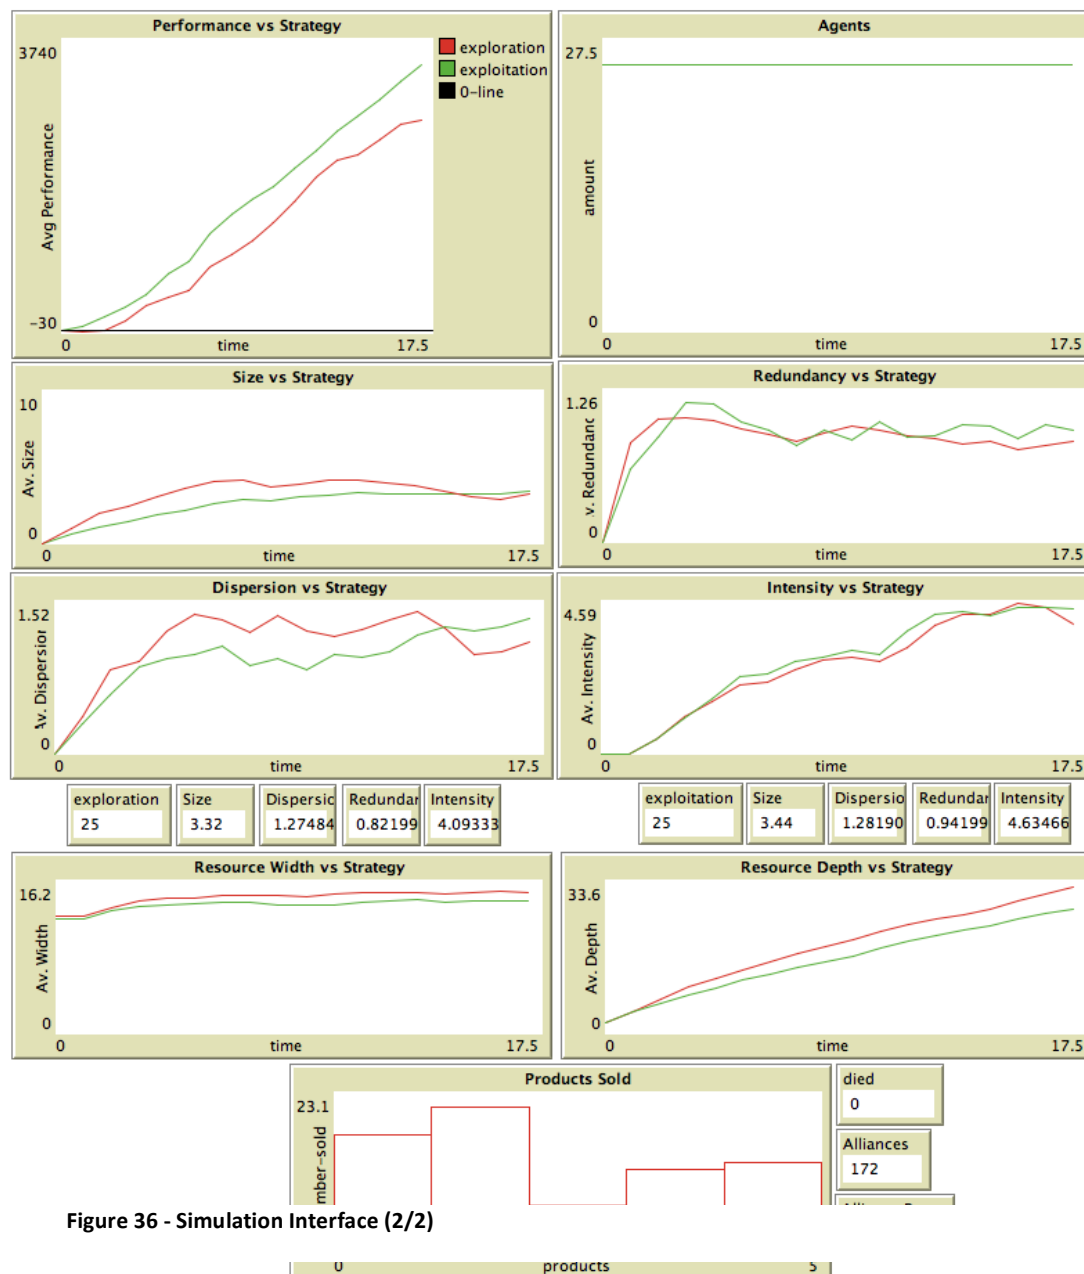 Performance vs Strategy
3740
Avg Performance
-30
0
time
17.5
exploration
exploitation
0-line
Agents
27.5
amount
0
0
time
17.5
Size vs Strategy
10
Av. Size
0
0
time
17.5
Redundancy vs Strategy
1.26
v. Redundanc
0
0
time
17.5
Dispersion vs Strategy
1.52
Av. Dispersion
0
0
time
17.5
Intensity vs Strategy
4.59
Av. Intensity
0
0
time
17.5
exploration
25
Size
3.32
Dispersio
1.27484
Redundar
0.82199
Intensity
4.09333
exploitation
25
Size
3.44
Dispersio
1.28190
Redundar
0.94199
Intensity
4.63466
Resource Width vs Strategy
16.2
Av. Width
0
0
time
17.5
Resource Depth vs Strategy
33.6
Av. Depth
0
0
time
17.5
Products Sold
23.1
mber-sold
died
0
Alliances
172
Figure 36 - Simulation Interface (2/2)
0
products
5